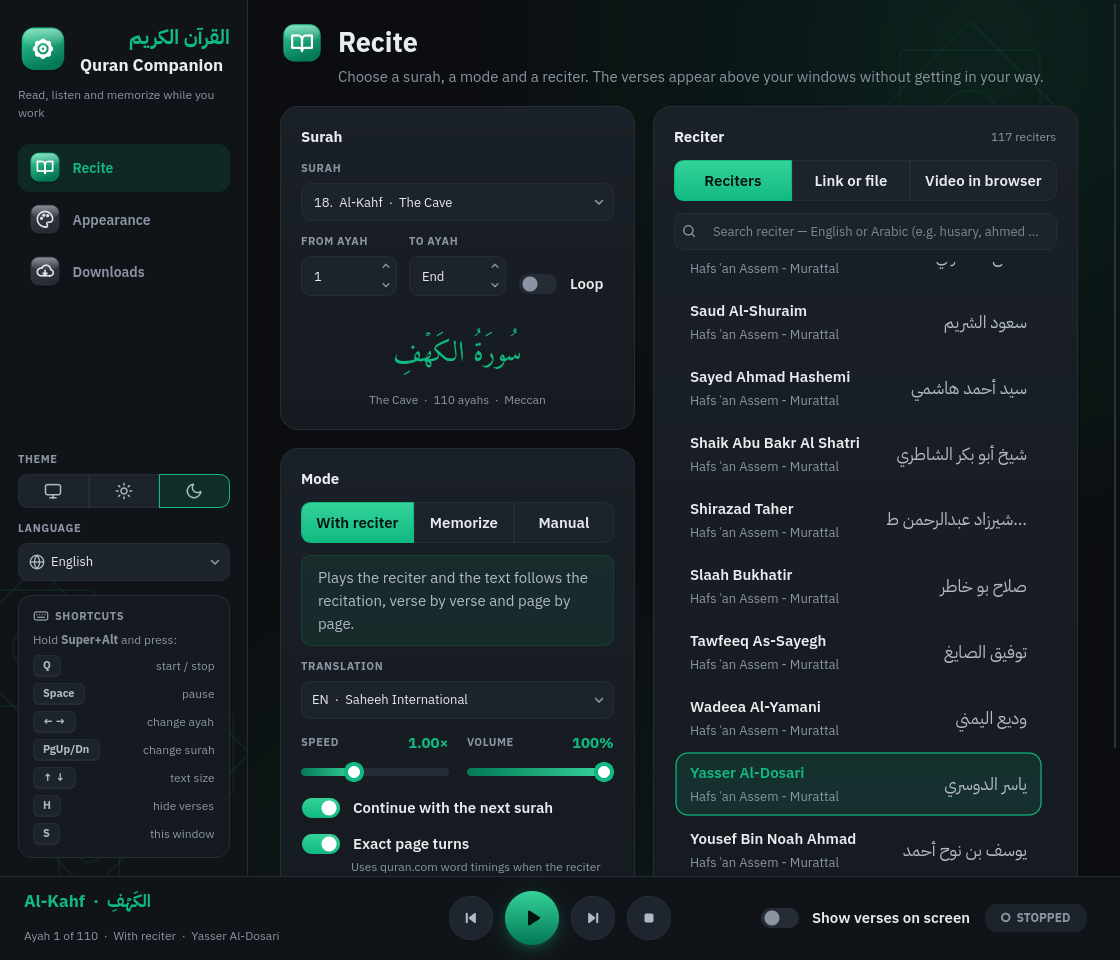 القرآن الكريم
Quran Companion
Read, listen and memorize while you
work
Recite
Appearance
Downloads
THEME
LANGUAGE
English
SHORTCUTS
Hold Super+Alt and press:
Q start / stop
Space pause
← → change ayah
PgUp/Dn change surah
↑ ↓ text size
H hide verses
S this window
Recite
Choose a surah, a mode and a reciter. The verses appear above your windows without getting in your way.
Surah
SURAH
18. Al-Kahf · The Cave
FROM AYAH TO AYAH
1 End Loop
سُورَةُ الكَهۡفِ
The Cave · 110 ayahs · Meccan
Mode
With reciter Memorize Manual
Plays the reciter and the text follows the
recitation, verse by verse and page by
page.
TRANSLATION
EN · Saheeh International
SPEED 1.00× VOLUME 100%
Continue with the next surah
Exact page turns
Uses quran.com word timings when the reciter
Reciter 117 reciters
Reciters Link or file Video in browser
Search reciter — English or Arabic (e.g. husary, ahmed ...
Hafs 'an Assem - Murattal
Saud Al-Shuraim سعود الشريم
Hafs 'an Assem - Murattal
Sayed Ahmad Hashemi سيد أحمد هاشمي
Hafs 'an Assem - Murattal
Shaik Abu Bakr Al Shatri شيخ أبو بكر الشاطري
Hafs 'an Assem - Murattal
Shirazad Taher شيرزاد عبدالرحمن ط...
Hafs 'an Assem - Murattal
Slaah Bukhatir صلاح بو خاطر
Hafs 'an Assem - Murattal
Tawfeeq As-Sayegh توفيق الصايغ
Hafs 'an Assem - Murattal
Wadeea Al-Yamani وديع اليمني
Hafs 'an Assem - Murattal
Yasser Al-Dosari ياسر الدوسري
Hafs 'an Assem - Murattal
Yousef Bin Noah Ahmad يوسف بن نوح أحمد
Hafs 'an Assem - Murattal
Al-Kahf · الكَهۡفِ
Ayah 1 of 110 · With reciter · Yasser Al-Dosari
Show verses on screen
STOPPED